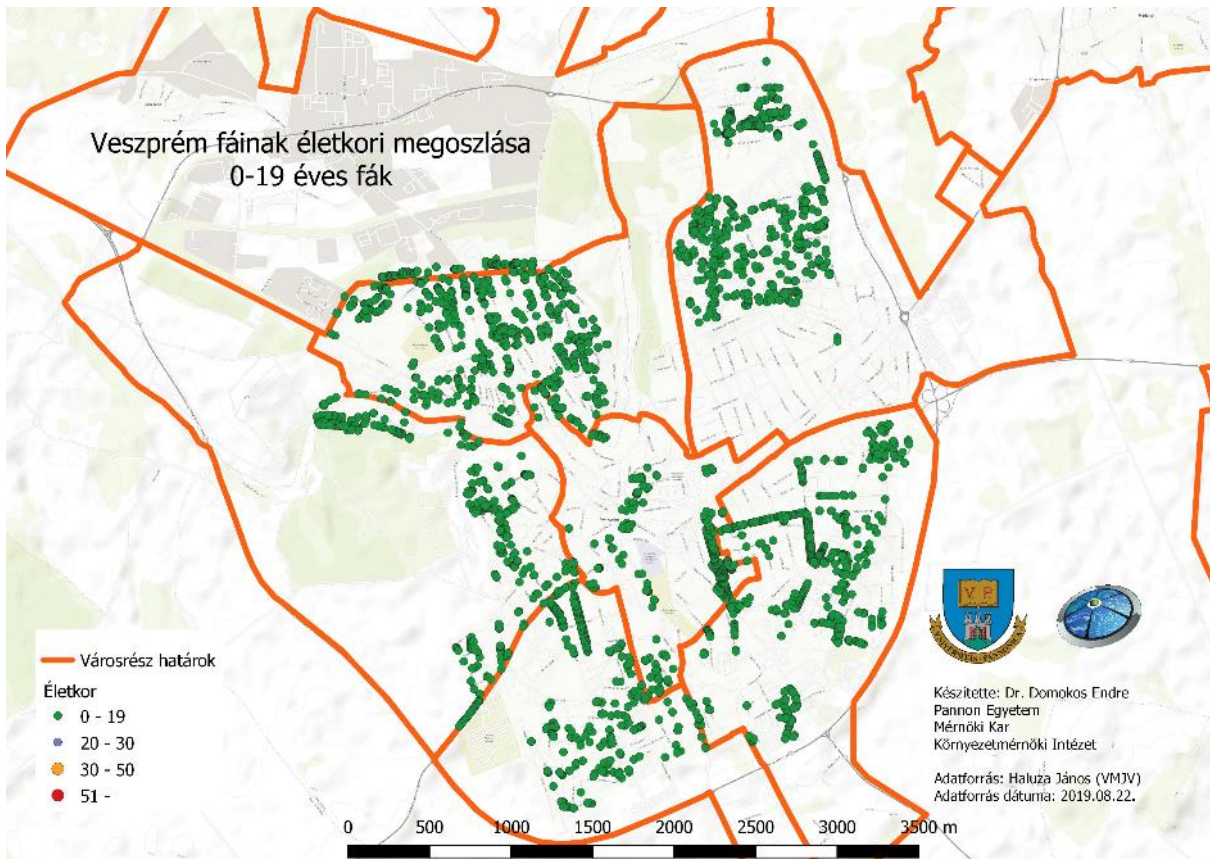 Veszprém fáinak életkori megoszlása
0-19 éves fák
V. P.
UNIVERSITAS · PANNONICA
Városrész határok
Életkor
0 - 19
20 - 30
30 - 50
51 -
Készítette: Dr. Domokos Endre
Pannon Egyetem
Mérnöki Kar
Környezetmérnöki Intézet
Adatforrás: Haluza János (VMJV)
Adatforrás dátuma: 2019.08.22.
0 500 1000 1500 2000 2500 3000 3500 m